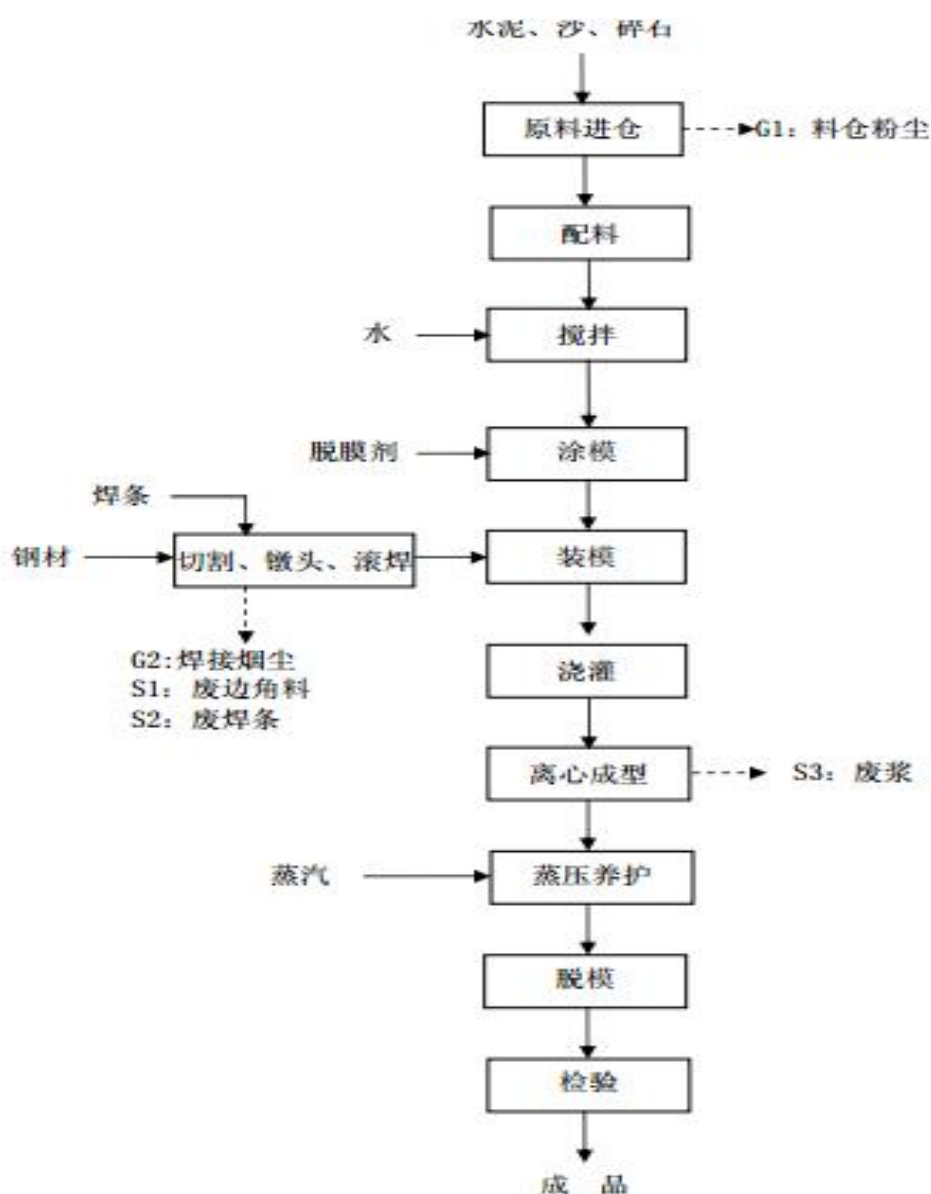 水泥、沙、碎石
原料进仓
G1：料仓粉尘
配料
水
搅拌
脱膜剂
涂模
焊条
钢材
切割、镦头、滚焊
装模
G2:焊接烟尘
S1：废边角料
S2：废焊条
浇灌
离心成型
S3：废浆
蒸汽
蒸压养护
脱模
检验
成 品